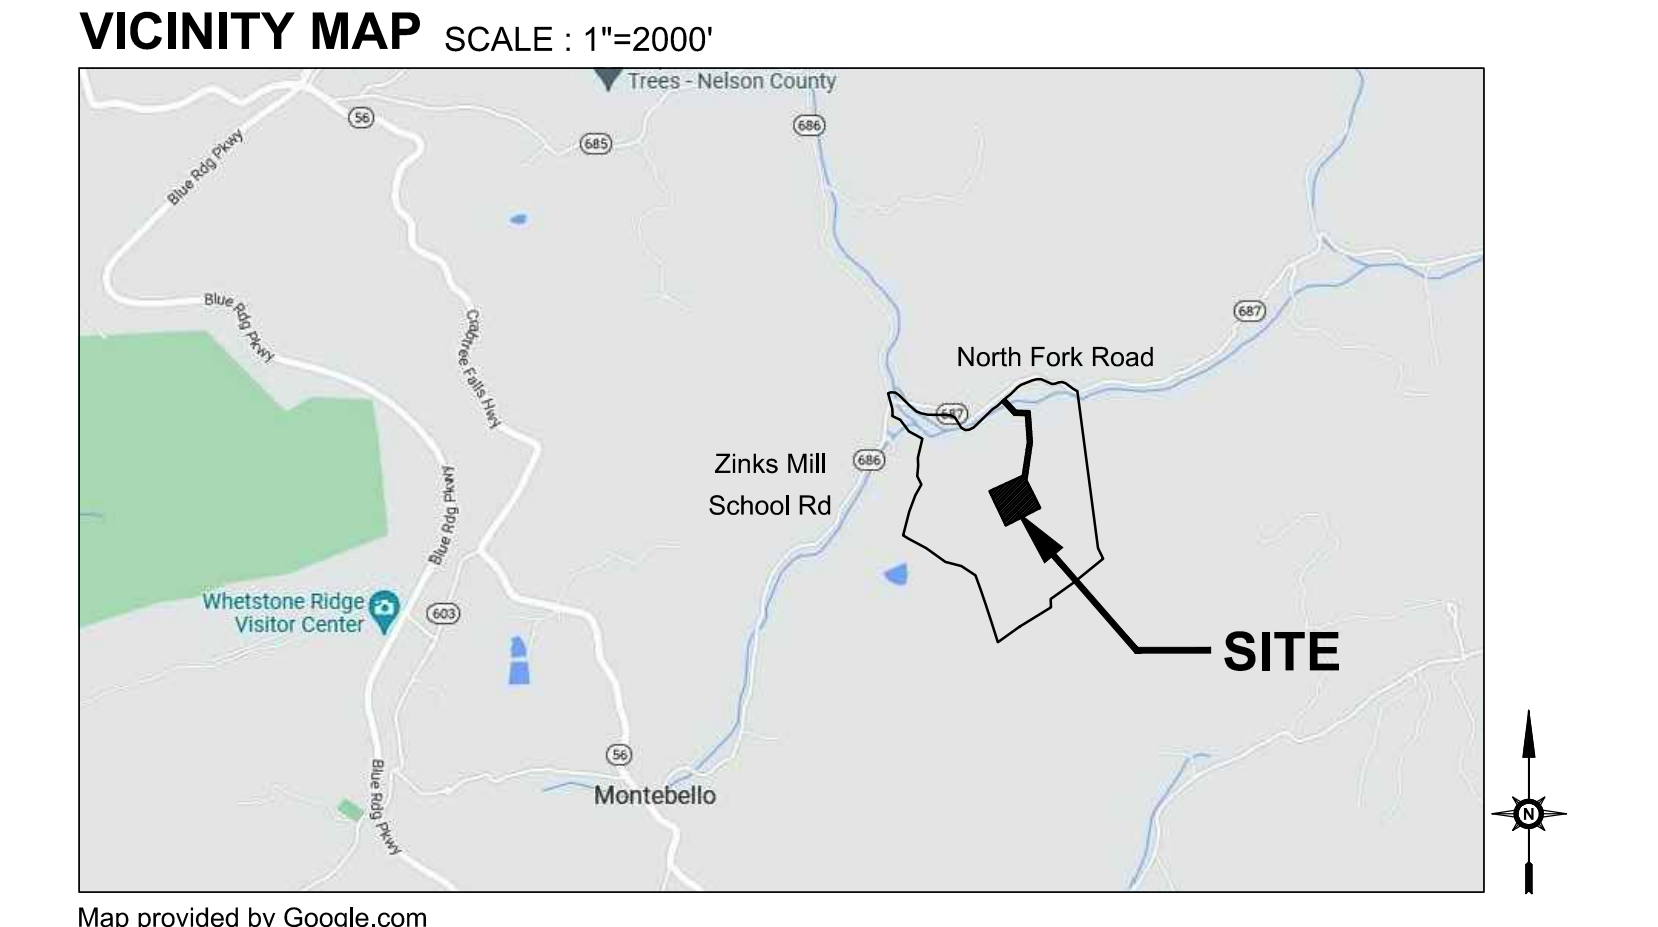 VICINITY MAP SCALE : 1"=2000'
Trees - Nelson County
56
686
685
Blue Rdg Pkwy
Blue Rdg Pkwy
Crabtree Falls Hwy
687
North Fork Road
687
Zinks Mill
School Rd
686
Blue Rdg Pkwy
Whetstone Ridge
Visitor Center
603
SITE
56
Montebello
Blue Rdg Pkwy
N
Map provided by Google.com